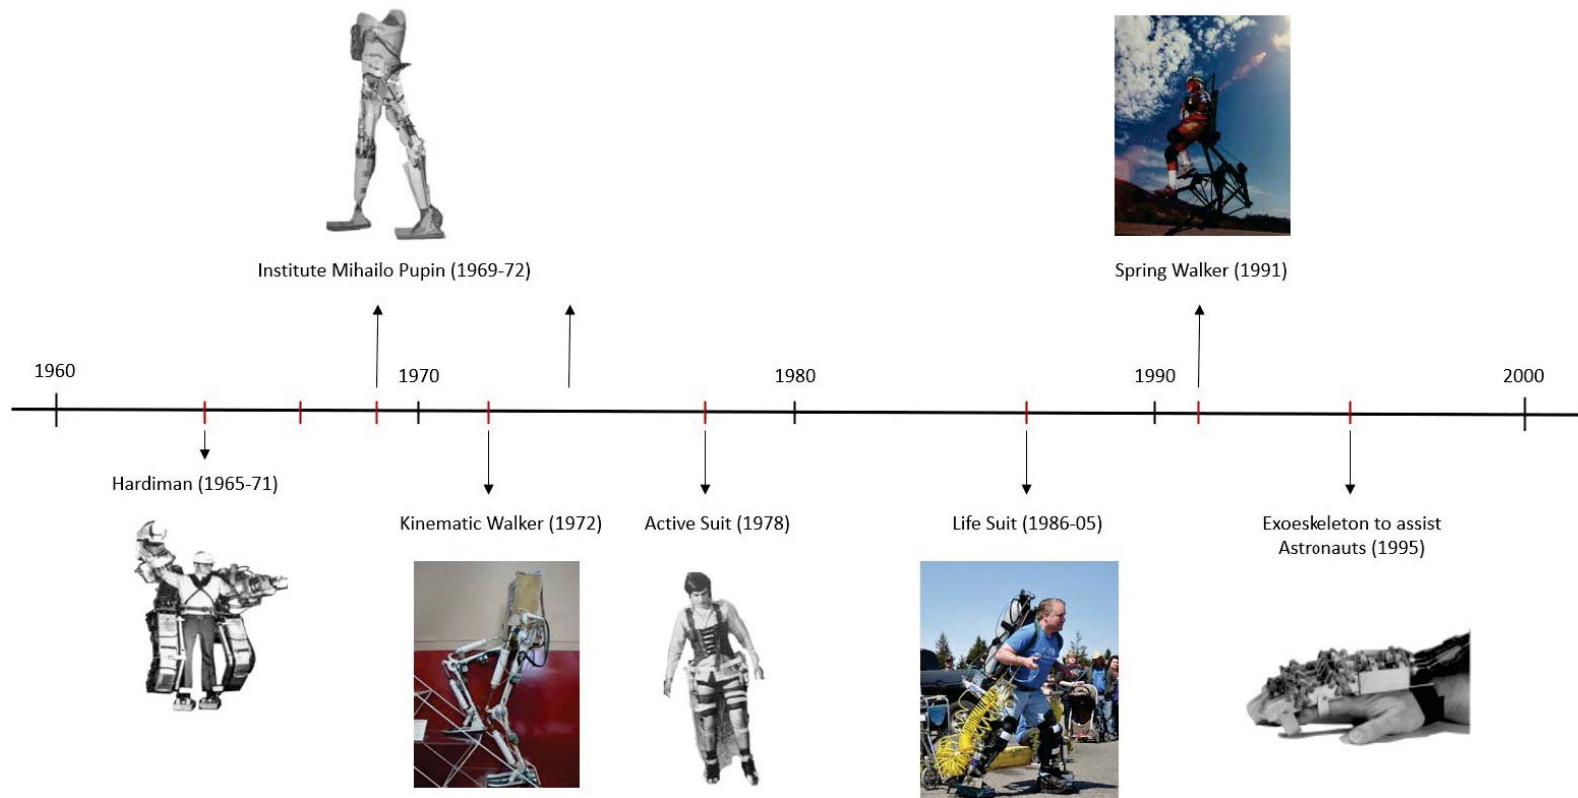 Institute Mihailo Pupin (1969-72)
Spring Walker (1991)
1960
1970
1980
1990
2000
Hardiman (1965-71)
Kinematic Walker (1972)
Active Suit (1978)
Life Suit (1986-05)
Exoeskeleton to assist
Astronauts (1995)